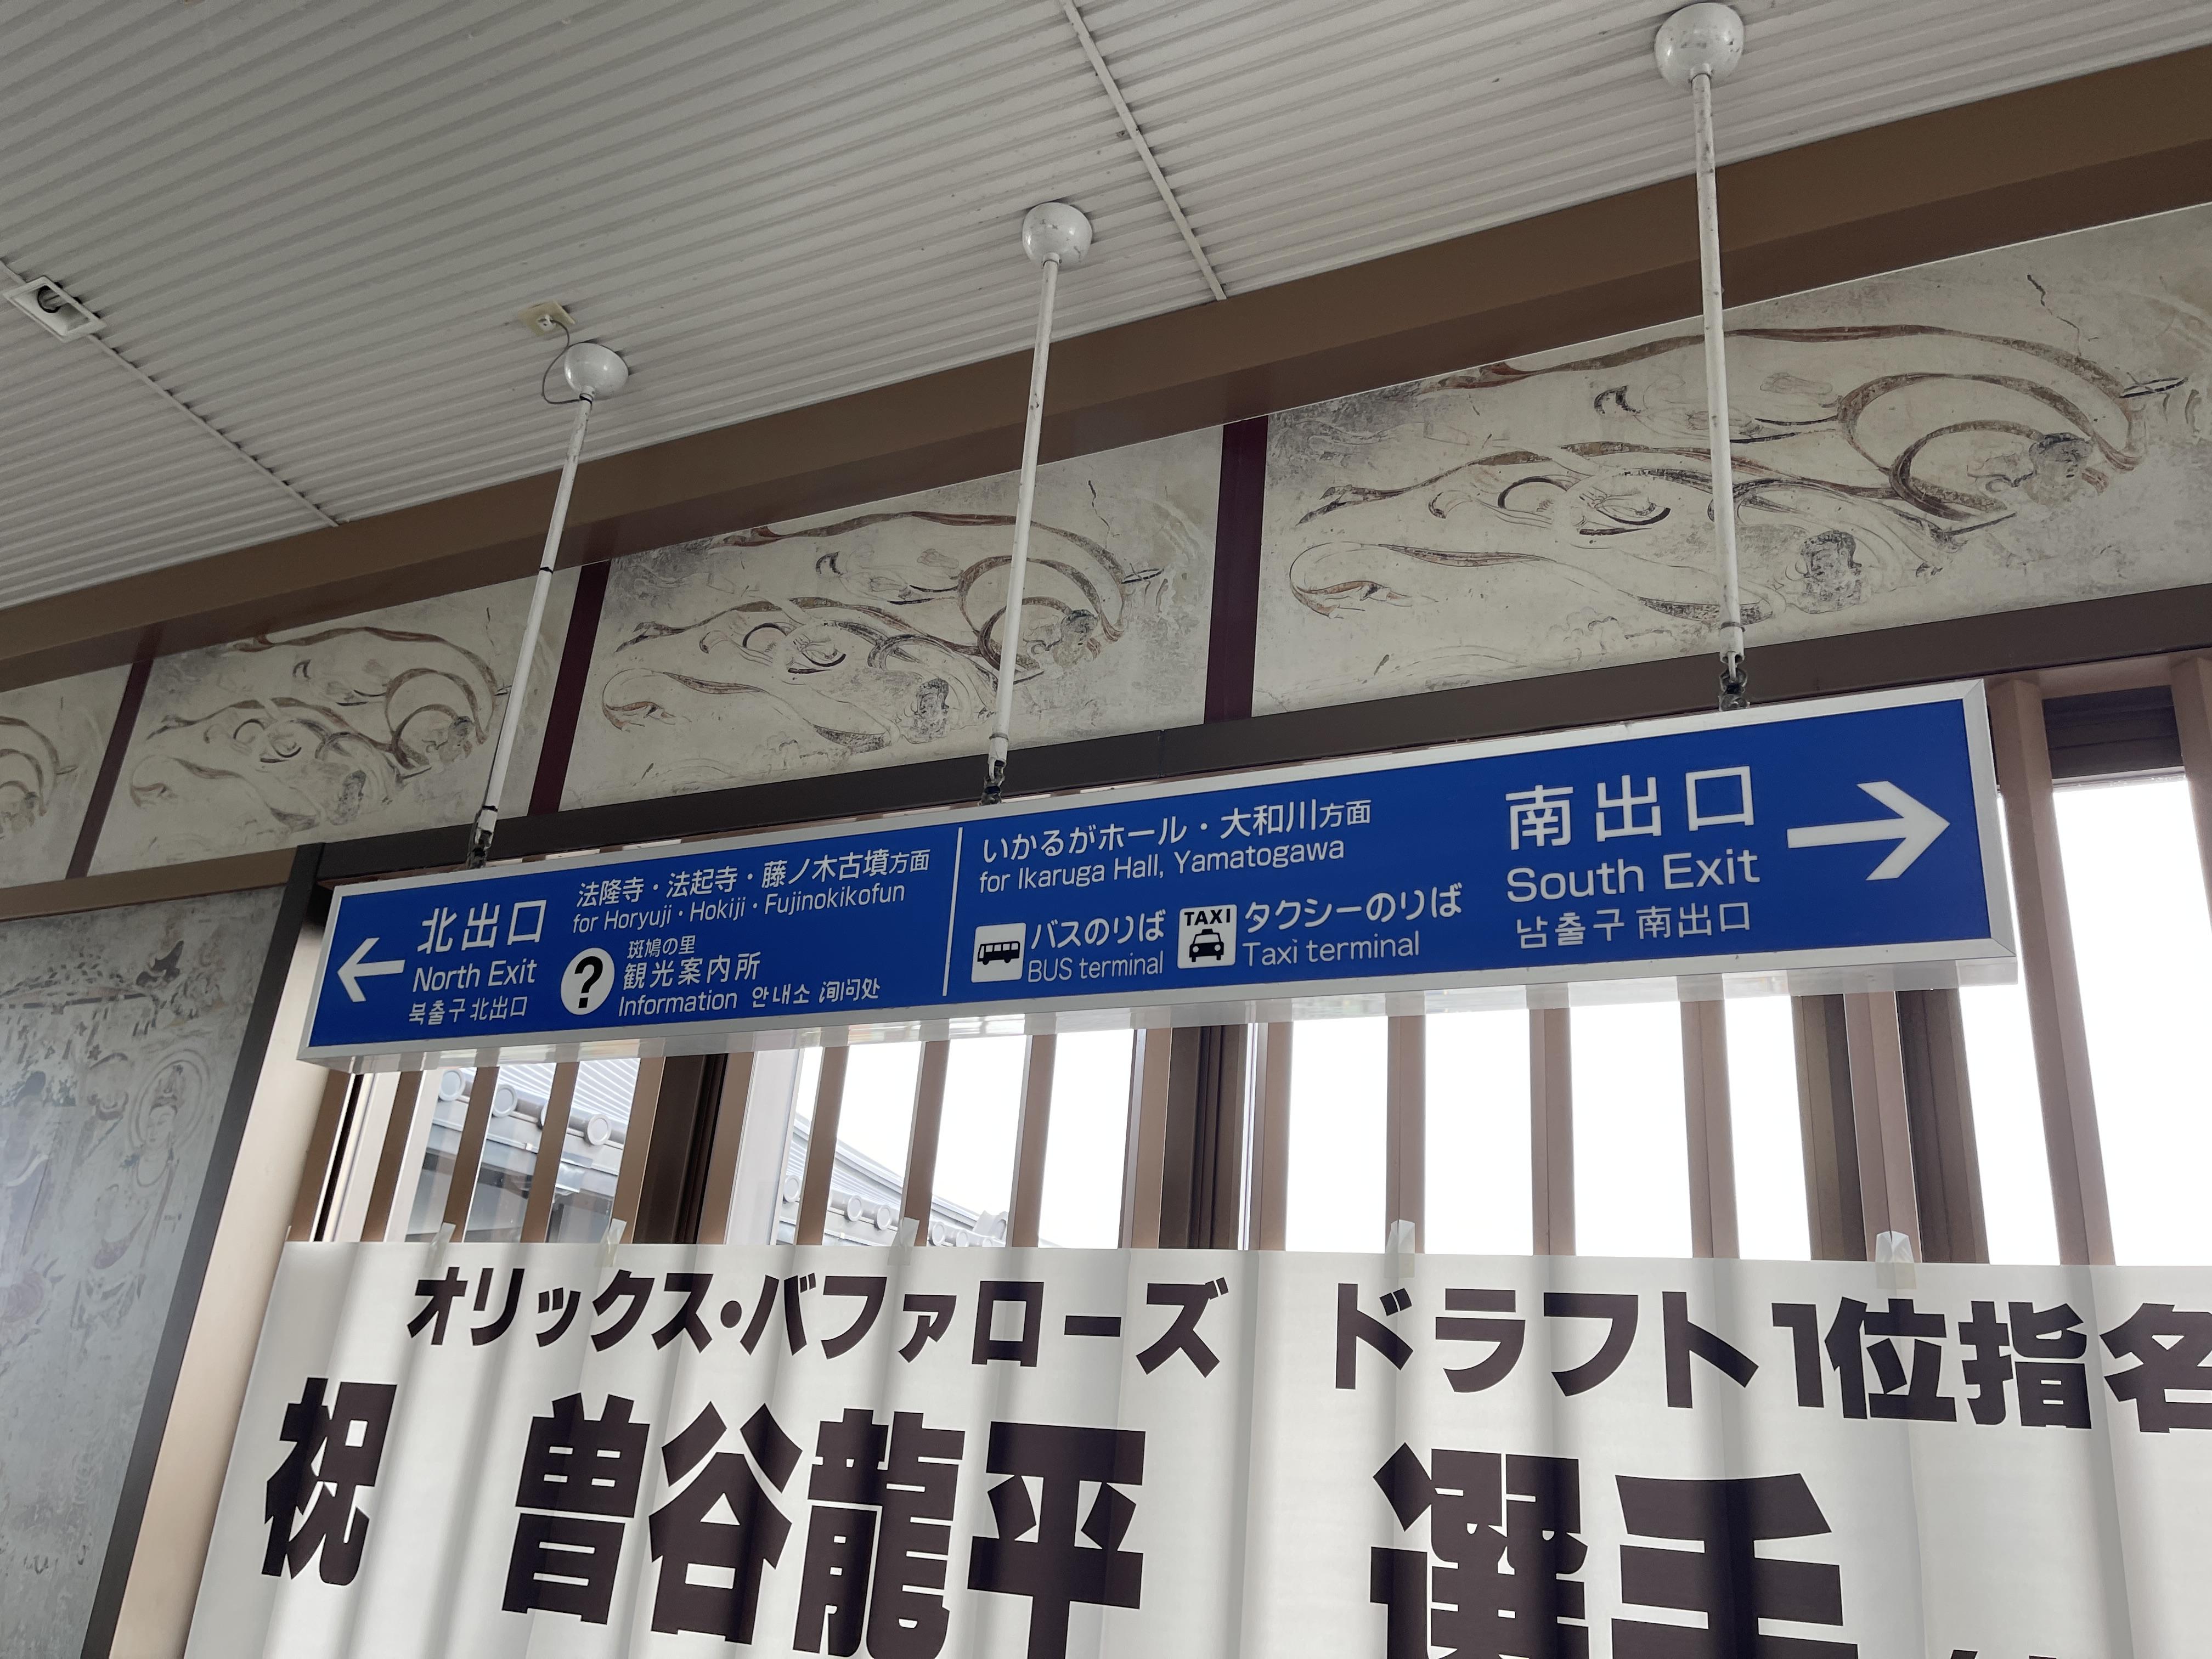 北出口
North Exit
북출구 北出口
法隆寺・法起寺・藤ノ木古墳方面
for Horyuji・Hokiji・Fujinokikofun
?
斑鳩の里
観光案内所
Information 안내소 询问处
いかるがホール・大和川方面
for Ikaruga Hall, Yamatogawa
バスのりば
BUS terminal
TAXI
タクシーのりば
Taxi terminal
南出口
South Exit
남출구 南出口
オリックス・バファローズ ドラフト1位指名
祝 曽谷龍平 選手